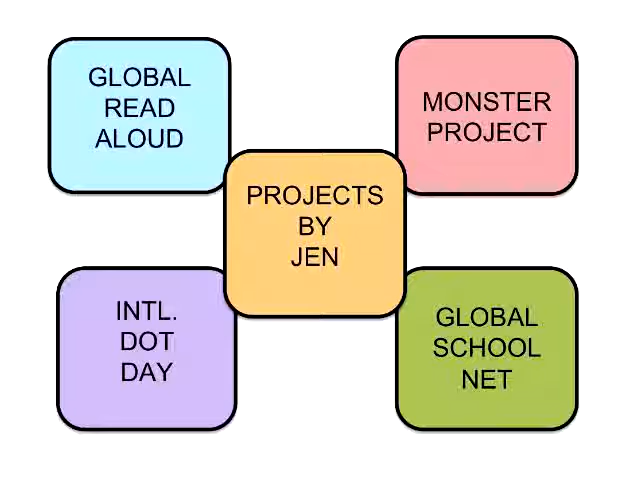 GLOBAL
READ
ALOUD
MONSTER
PROJECT
PROJECTS
BY
JEN
INTL.
DOT
DAY
GLOBAL
SCHOOL
NET